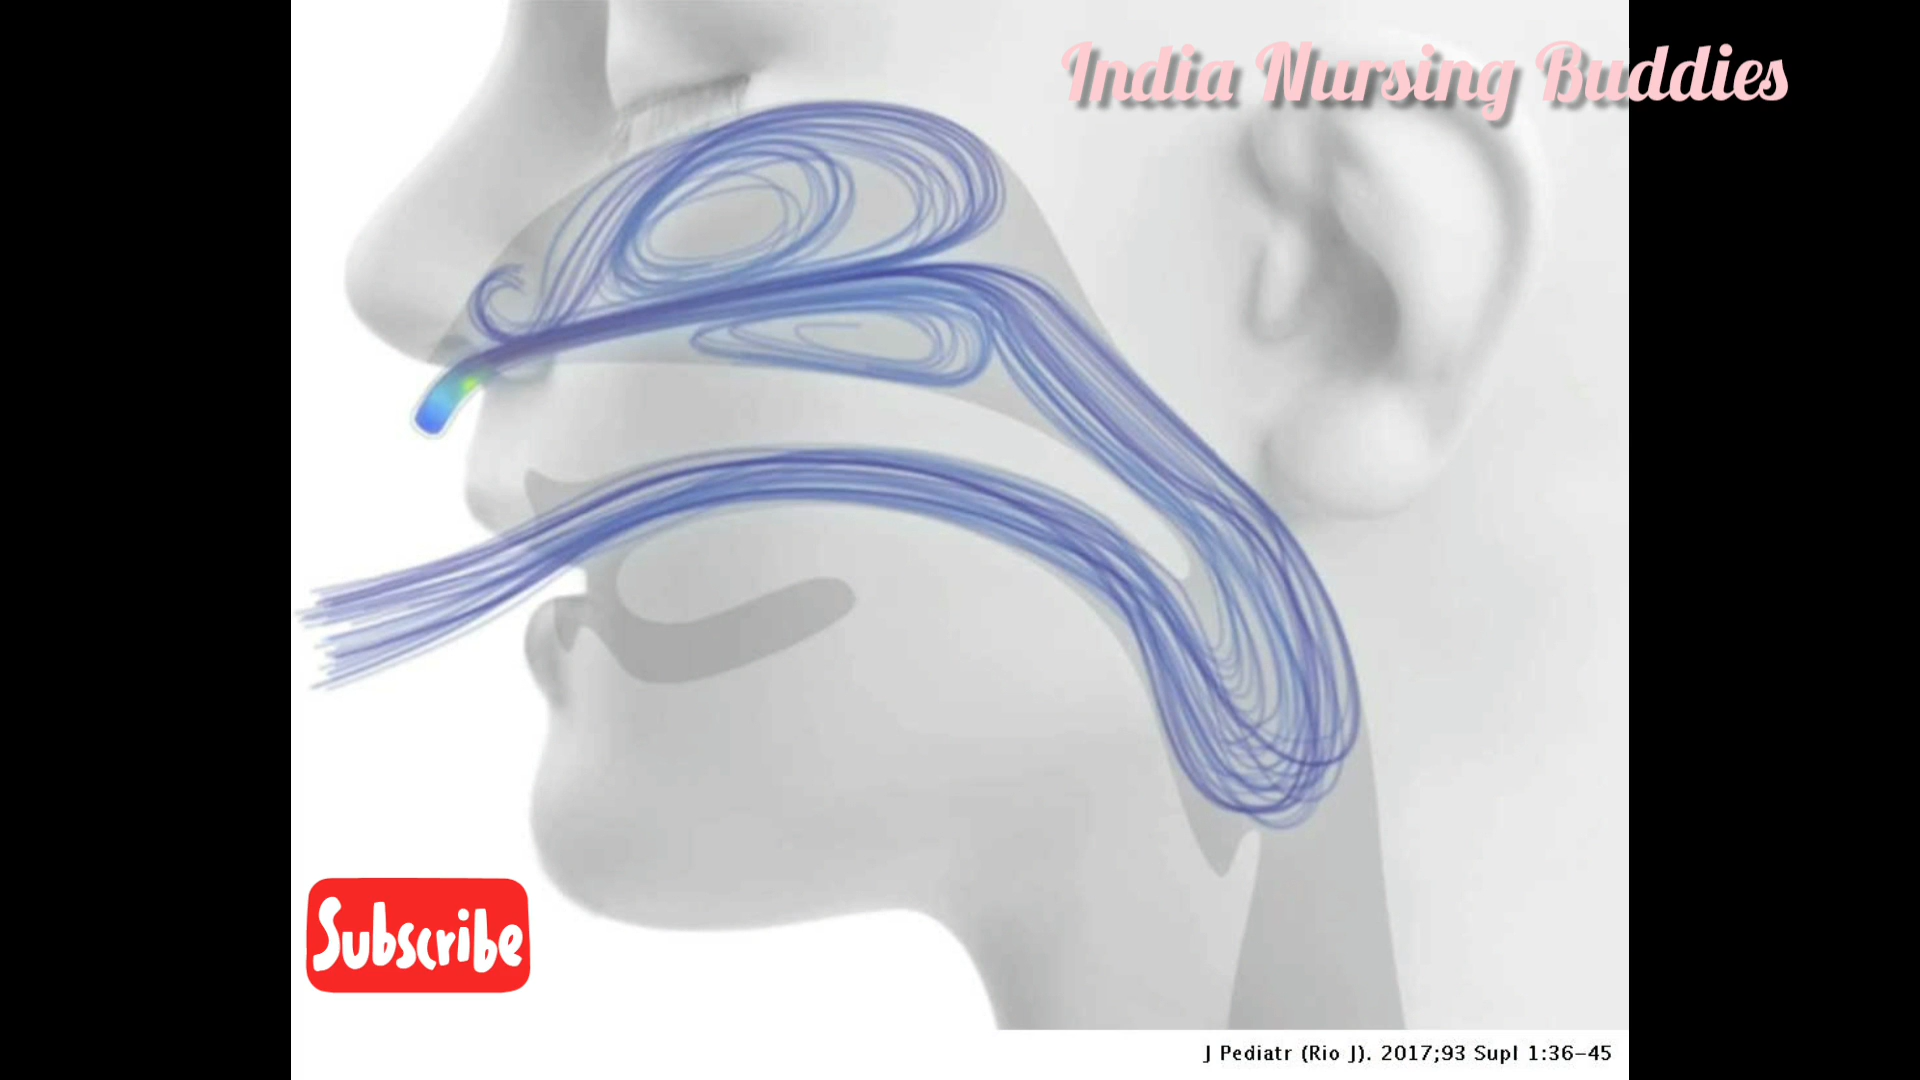 India Nursing Buddies
Subscribe
J Pediatr (Rio J). 2017;93 Supl 1:36-45